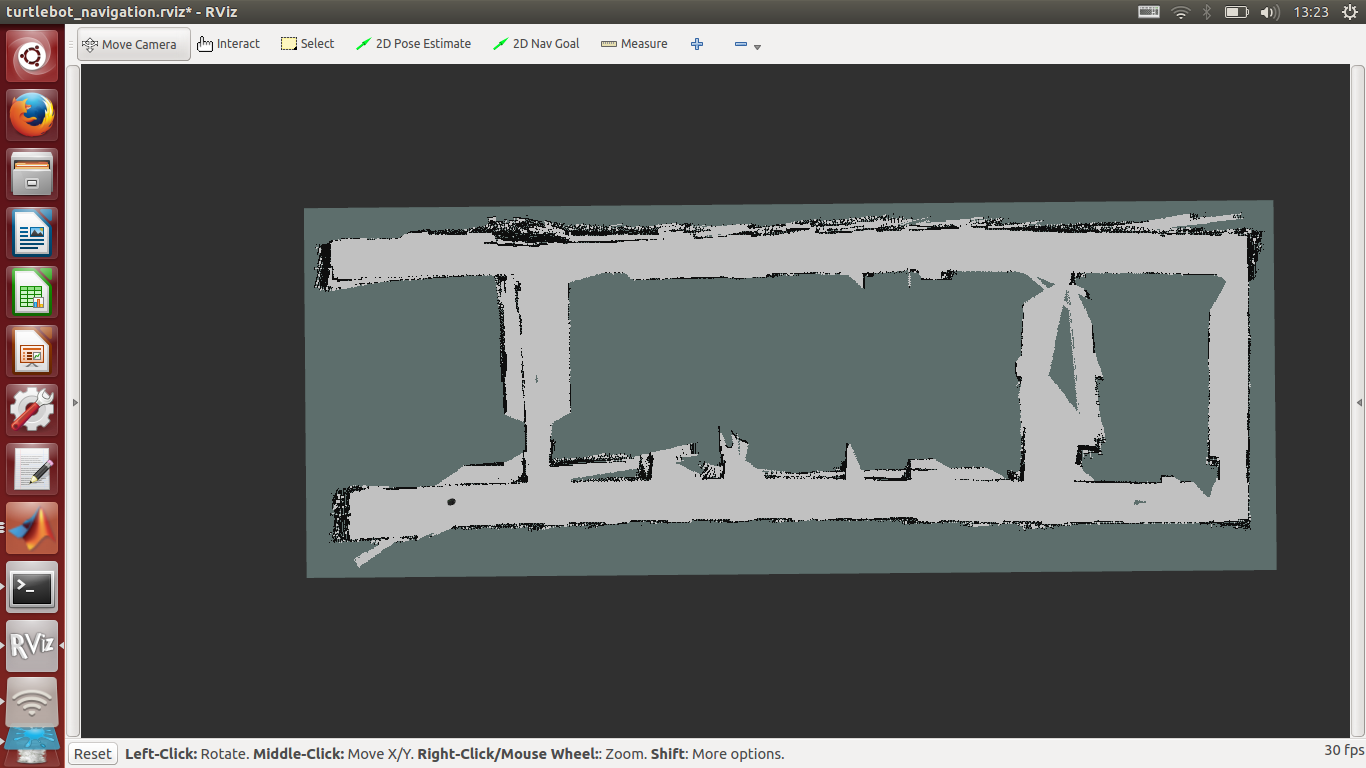 turtlebot_navigation.rviz* - RViz
13:23
Move Camera Interact Select 2D Pose Estimate 2D Nav Goal Measure
>_
RViz
Reset Left-Click: Rotate. Middle-Click: Move X/Y. Right-Click/Mouse Wheel:: Zoom. Shift: More options. 30 fps